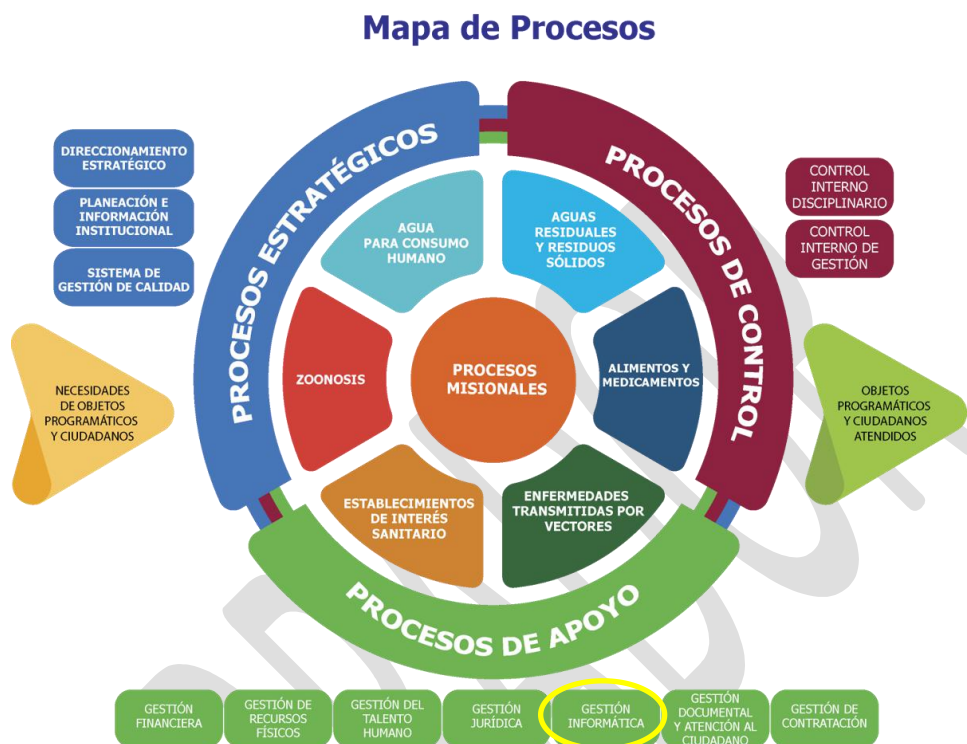 Mapa de Procesos
PROCESOS ESTRATÉGICOS
PROCESOS DE CONTROL
DIRECCIONAMIENTO
ESTRATÉGICO
PLANEACIÓN E
INFORMACIÓN
INSTITUCIONAL
SISTEMA DE
GESTIÓN DE CALIDAD
CONTROL
INTERNO
DISCIPLINARIO
CONTROL
INTERNO DE
GESTIÓN
AGUA
PARA CONSUMO
HUMANO
AGUAS
RESIDUALES
Y RESIDUOS
SÓLIDOS
NECESIDADES
DE OBJETOS
PROGRAMÁTICOS
Y CIUDADANOS
ZOONOSIS
PROCESOS
MISIONALES
ALIMENTOS Y
MEDICAMENTOS
OBJETOS
PROGRAMÁTICOS
Y CIUDADANOS
ATENDIDOS
ESTABLECIMIENTOS
DE INTERÉS
SANITARIO
ENFERMEDADES
TRANSMITIDAS POR
VECTORES
PROCESOS DE APOYO
GESTIÓN
FINANCIERA
GESTIÓN DE
RECURSOS
FÍSICOS
GESTIÓN DEL
TALENTO
HUMANO
GESTIÓN
JURÍDICA
GESTIÓN
INFORMÁTICA
GESTIÓN
DOCUMENTAL
Y ATENCIÓN AL
CIUDADANO
GESTIÓN DE
CONTRATACIÓN